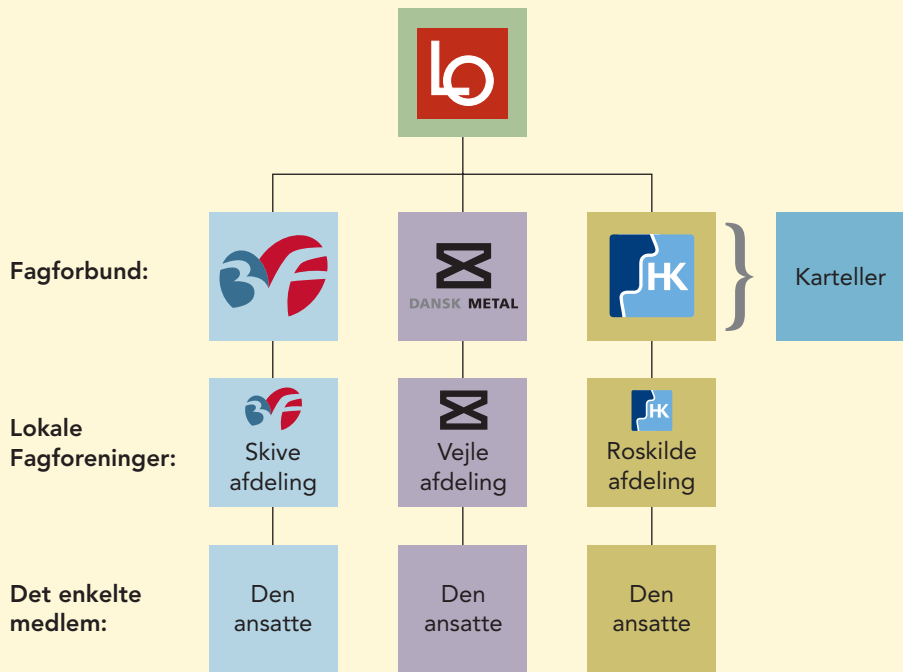 LO
Fagforbund:
3F
DANSK METAL
HK
Karteller
Lokale
Fagforeninger:
3F
Skive
afdeling
Vejle
afdeling
HK
Roskilde
afdeling
Det enkelte
medlem:
Den
ansatte
Den
ansatte
Den
ansatte